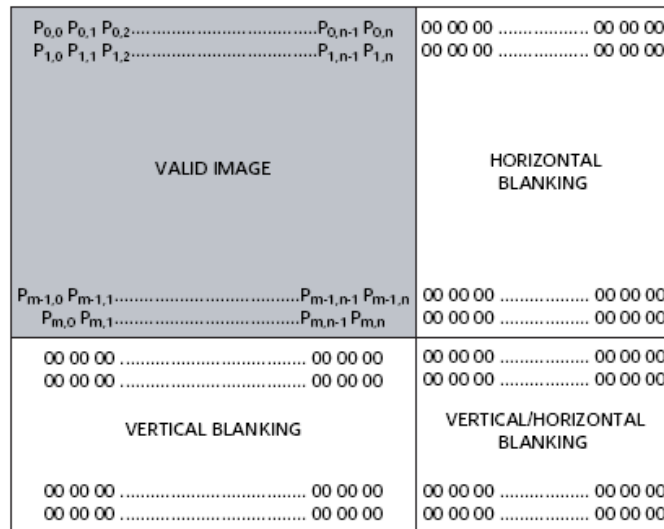 P0,0 P0,1 P0,2.....................................P0,n-1 P0,n
P1,0 P1,1 P1,2.....................................P1,n-1 P1,n
VALID IMAGE
Pm-1,0 Pm-1,1.....................................Pm-1,n-1 Pm-1,n
Pm,0 Pm,1.....................................Pm,n-1 Pm,n
00 00 00 .................. 00 00 00
00 00 00 .................. 00 00 00
HORIZONTAL
BLANKING
00 00 00 .................. 00 00 00
00 00 00 .................. 00 00 00
00 00 00 ..................................... 00 00 00
00 00 00 ..................................... 00 00 00
VERTICAL BLANKING
00 00 00 ..................................... 00 00 00
00 00 00 ..................................... 00 00 00
00 00 00 .................. 00 00 00
00 00 00 .................. 00 00 00
VERTICAL/HORIZONTAL
BLANKING
00 00 00 .................. 00 00 00
00 00 00 .................. 00 00 00